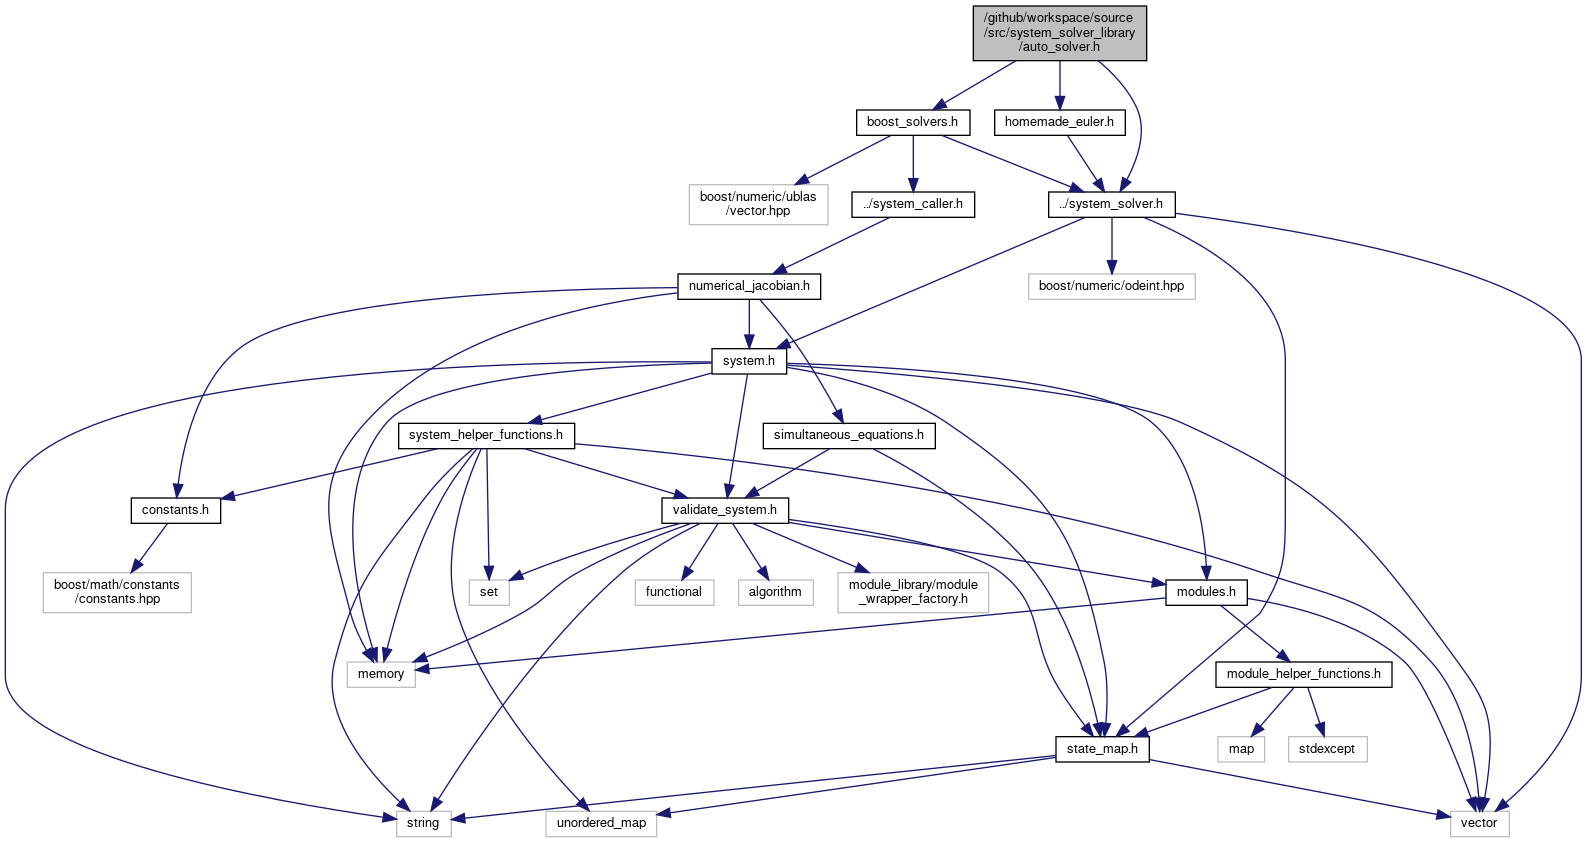 /github/workspace/source
/src/system_solver_library
/auto_solver.h
boost_solvers.h
homemade_euler.h
boost/numeric/ublas
/vector.hpp
../system_caller.h
../system_solver.h
numerical_jacobian.h
boost/numeric/odeint.hpp
system.h
system_helper_functions.h
simultaneous_equations.h
constants.h
validate_system.h
boost/math/constants
/constants.hpp
set
functional
algorithm
module_library/module
_wrapper_factory.h
modules.h
memory
module_helper_functions.h
state_map.h
map
stdexcept
string
unordered_map
vector